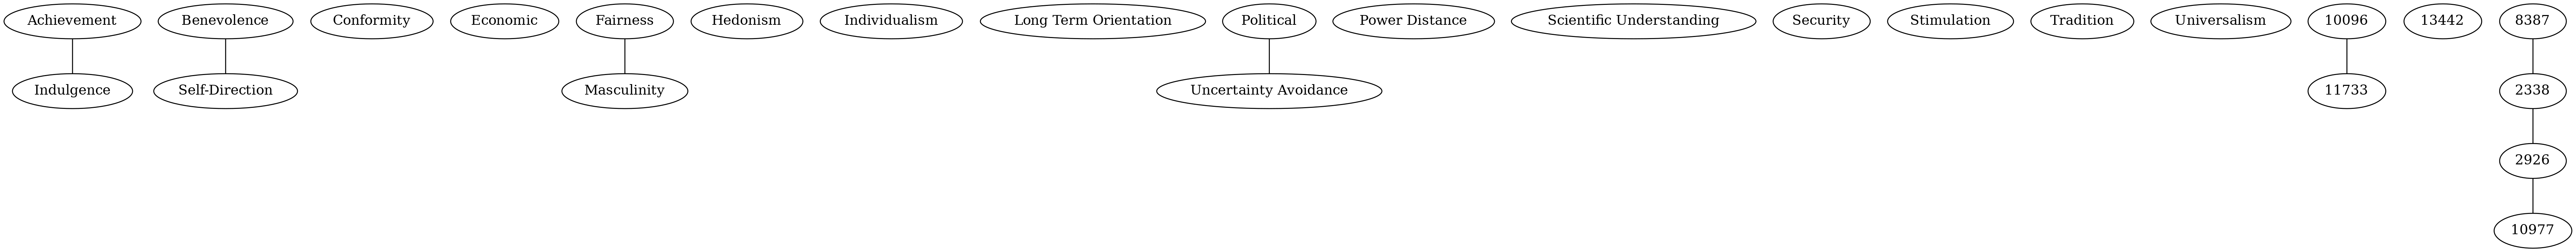 Achievement
Benevolence
Conformity
Economic
Fairness
Hedonism
Individualism
Long Term Orientation
Political
Power Distance
Scientific Understanding
Security
Stimulation
Tradition
Universalism
10096
13442
8387
Indulgence
Self-Direction
Masculinity
Uncertainty Avoidance
11733
2338
2926
10977